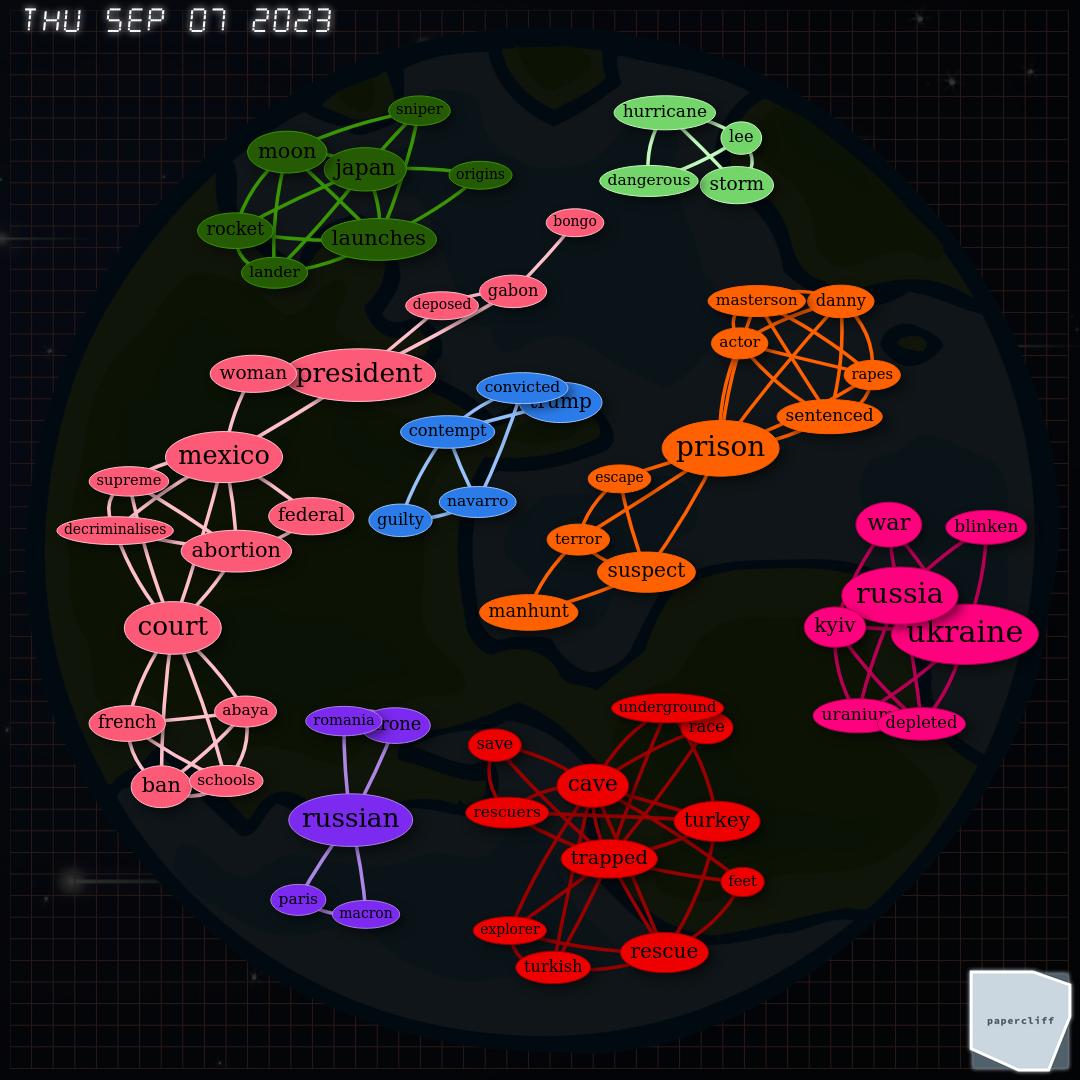 THU SEP 07 2023
sniper
moon
japan
origins
rocket
launches
lander
hurricane
lee
dangerous
storm
bongo
gabon
deposed
woman
president
mexico
supreme
decriminalises
federal
abortion
court
french
abaya
ban
schools
convicted
trump
contempt
navarro
guilty
masterson
danny
actor
rapes
sentenced
prison
escape
terror
suspect
manhunt
war
blinken
russia
kyiv
ukraine
uranium
depleted
romania
rone
russian
paris
macron
underground
race
save
cave
rescuers
turkey
trapped
feet
explorer
rescue
turkish
papercliff